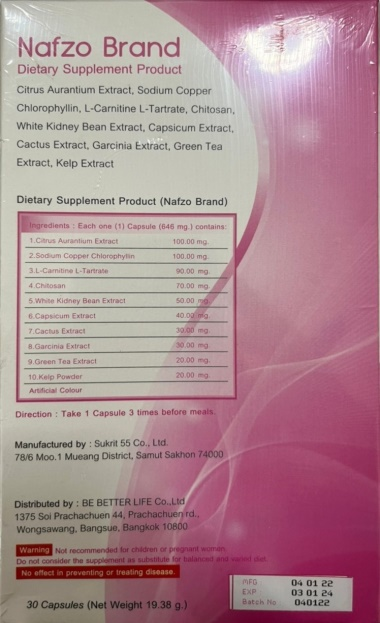 Nafzo Brand
Dietary Supplement Product
Citrus Aurantium Extract, Sodium Copper
Chlorophyllin, L-Carnitine L-Tartrate, Chitosan,
White Kidney Bean Extract, Capsicum Extract,
Cactus Extract, Garcinia Extract, Green Tea
Extract, Kelp Extract
Dietary Supplement Product (Nafzo Brand)
Ingredients : Each one (1) Capsule (646 mg.) contains:
1.Citrus Aurantium Extract 100.00 mg.
2.Sodium Copper Chlorophyllin 100.00 mg.
3.L-Carnitine L-Tartrate 90.00 mg.
4.Chitosan 70.00 mg.
5.White Kidney Bean Extract 50.00 mg.
6.Capsicum Extract 40.00 mg.
7.Cactus Extract 30.00 mg.
8.Garcinia Extract 30.00 mg.
9.Green Tea Extract 20.00 mg.
10.Kelp Powder 20.00 mg.
Artificial Colour
Direction : Take 1 Capsule 3 times before meals.
Manufactured by : Sukrit 55 Co., Ltd.
78/6 Moo.1 Mueang District, Samut Sakhon 74000
Distributed by : BE BETTER LIFE Co.,Ltd
1375 Soi Prachachuen 44, Prachachuen rd.,
Wongsawang, Bangsue, Bangkok 10800
Warning Not recommended for children or pregnant woman.
Do not consider the supplement as substitute for balanced and varied diet.
No effect in preventing or treating disease.
30 Capsules (Net Weight 19.38 g.)
MFG 04 01 22
EXP 03 01 24
Batch No 040122